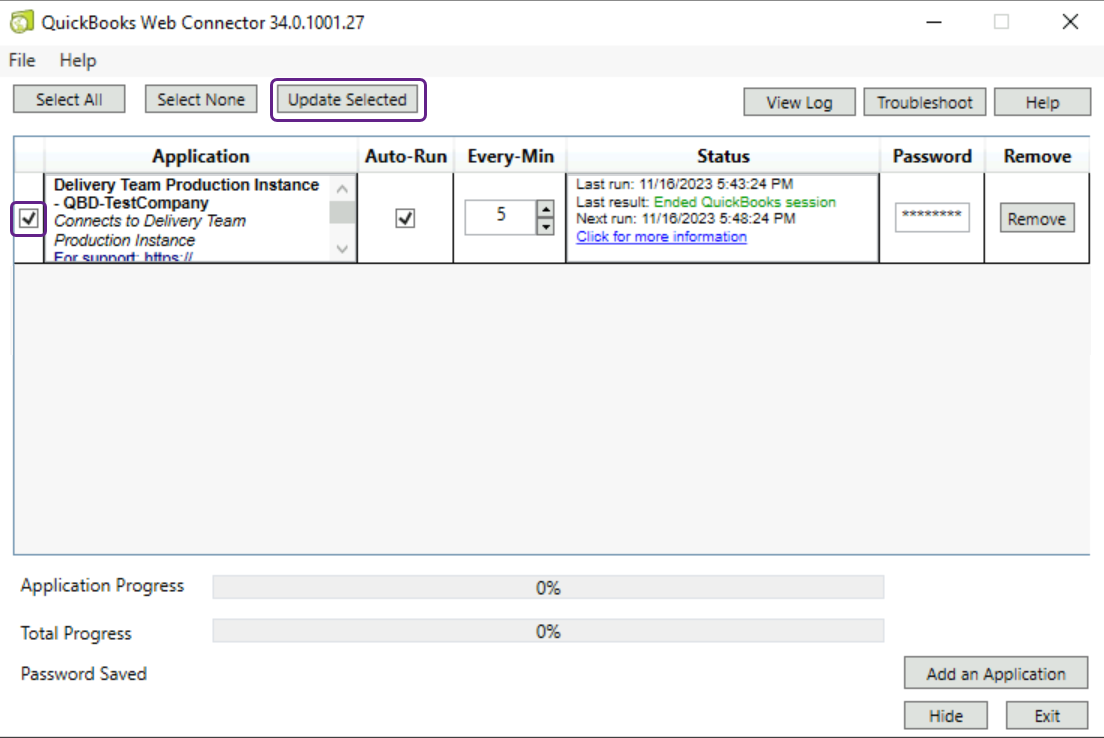 QuickBooks Web Connector 34.0.1001.27
File Help
Select All Select None Update Selected View Log Troubleshoot Help
Application Auto-Run Every-Min Status Password Remove
Delivery Team Production Instance
- QBD-TestCompany
Connects to Delivery Team
Production Instance
For support: https://
5
Last run: 11/16/2023 5:43:24 PM
Last result: Ended QuickBooks session
Next run: 11/16/2023 5:48:24 PM
Click for more information
********
Remove
Application Progress 0%
Total Progress 0%
Password Saved
Add an Application
Hide Exit